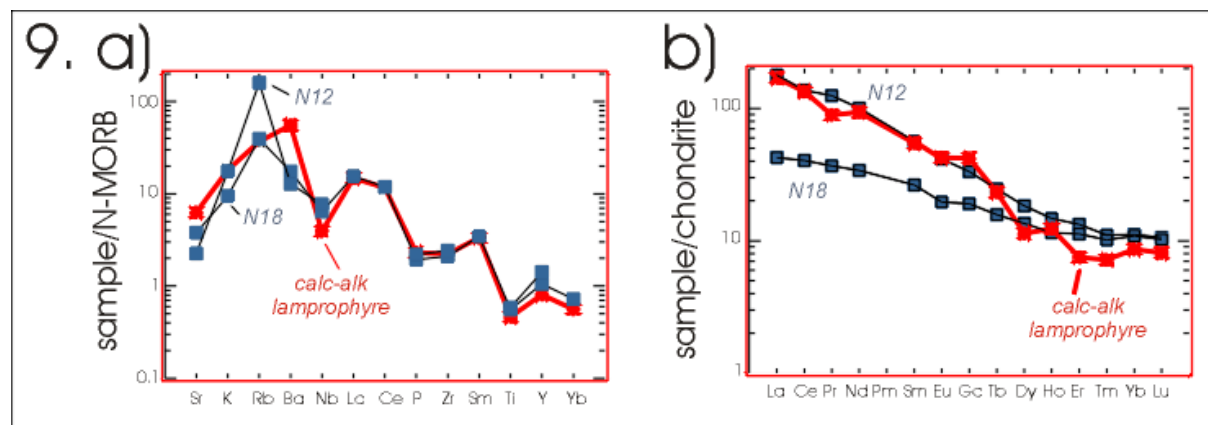 9. a)
b)
sample/N-MORB
100
10
1
0.1
N12
N18
calc-alk
lamprophyre
Sr K Rb Ba Nb La Ce P Zr Sm Ti Y Yb
sample/chondrite
100
10
1
N12
N18
calc-alk
lamprophyre
La Ce Pr Nd Pm Sm Eu Gc Tb Dy Ho Er Tm Yb Lu